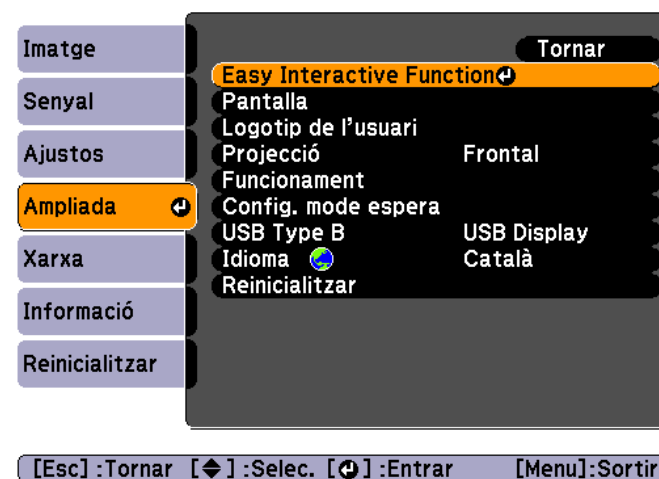 Imatge
Senyal
Ajustos
Ampliada
Xarxa
Informació
Reinicialitzar
Tornar
Easy Interactive Function
Pantalla
Logotip de l'usuari
Projecció Frontal
Funcionament
Config. mode espera
USB Type B USB Display
Idioma Català
Reinicialitzar
[Esc] :Tornar [ ] :Selec. [ ] :Entrar [Menu]:Sortir